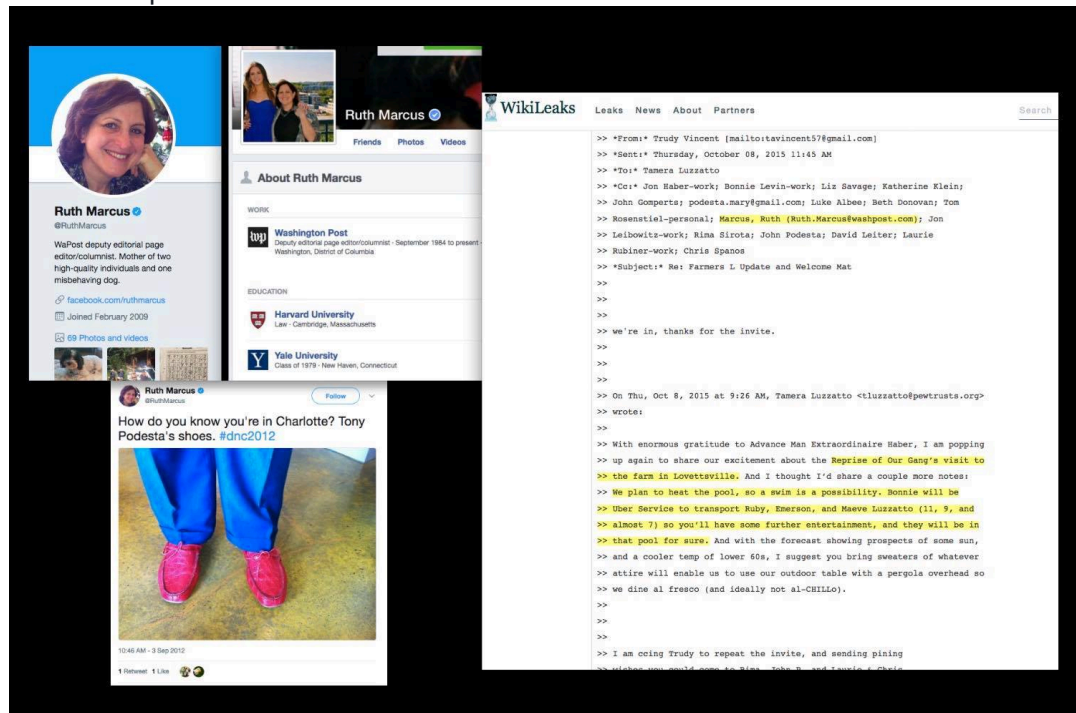 Ruth Marcus
@RuthMarcus
WaPost deputy editorial page
editor/columnist. Mother of two
high-quality individuals and one
misbehaving dog.
facebook.com/ruthmarcus
Joined February 2009
69 Photos and videos
Ruth Marcus
Friends Photos Videos
About Ruth Marcus
WORK
wp
Washington Post
Deputy editorial page editor/columnist · September 1984 to present ·
Washington, District of Columbia
EDUCATION
Harvard University
Law · Cambridge, Massachusetts
Y
Yale University
Class of 1979 · New Haven, Connecticut
Ruth Marcus
@RuthMarcus
Follow
How do you know you're in Charlotte? Tony
Podesta's shoes. #dnc2012
10:46 AM - 3 Sep 2012
1 Retweet 1 Like
WikiLeaks Leaks News About Partners Search
>> *From:* Trudy Vincent [mailto:tavincent57@gmail.com]
>> *Sent:* Thursday, October 08, 2015 11:45 AM
>> *To:* Tamera Luzzatto
>> *Cc:* Jon Haber-work; Bonnie Levin-work; Liz Savage; Katherine Klein;
>> John Gomperts; podesta.mary@gmail.com; Luke Albee; Beth Donovan; Tom
>> Rosenstiel-personal; Marcus, Ruth (Ruth.Marcus@washpost.com); Jon
>> Leibowitz-work; Rima Sirota; John Podesta; David Leiter; Laurie
>> Rubiner-work; Chris Spanos
>> *Subject:* Re: Farmers L Update and Welcome Mat
>>
>>
>>
>> we're in, thanks for the invite.
>>
>>
>>
>> On Thu, Oct 8, 2015 at 9:26 AM, Tamera Luzzatto <tluzzatto@pewtrusts.org>
>> wrote:
>>
>> With enormous gratitude to Advance Man Extraordinaire Haber, I am popping
>> up again to share our excitement about the Reprise of Our Gang's visit to
>> the farm in Lovettsville. And I thought I'd share a couple more notes:
>> We plan to heat the pool, so a swim is a possibility. Bonnie will be
>> Uber Service to transport Ruby, Emerson, and Maeve Luzzatto (11, 9, and
>> almost 7) so you'll have some further entertainment, and they will be in
>> that pool for sure. And with the forecast showing prospects of some sun,
>> and a cooler temp of lower 60s, I suggest you bring sweaters of whatever
>> attire will enable us to use our outdoor table with a pergola overhead so
>> we dine al fresco (and ideally not al-CHILLo).
>>
>>
>>
>> I am ccing Trudy to repeat the invite, and sending pining
>> wishes you could come to Rima, John P, and Laurie & Chris